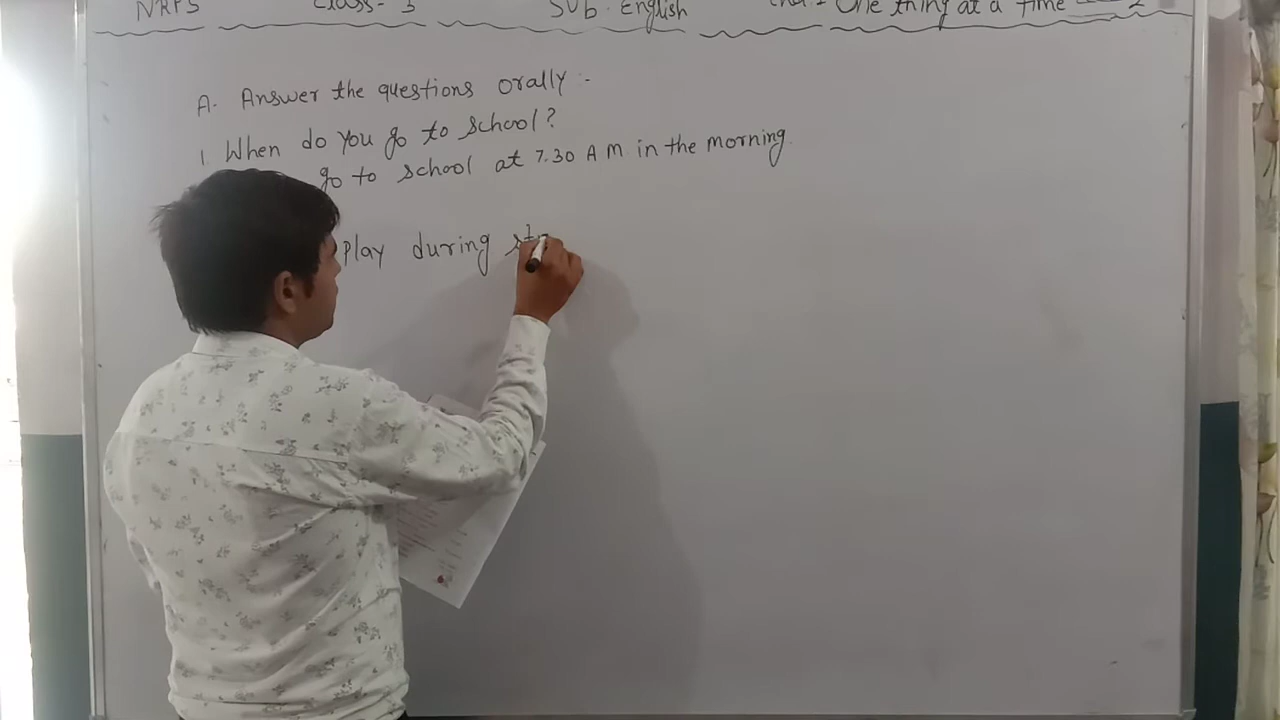 NRPS Class- 3 Sub. English One thing at a Time 2
A. Answer the questions orally :-
1. When do you go to school?
go to school at 7.30 A M in the morning.
play during